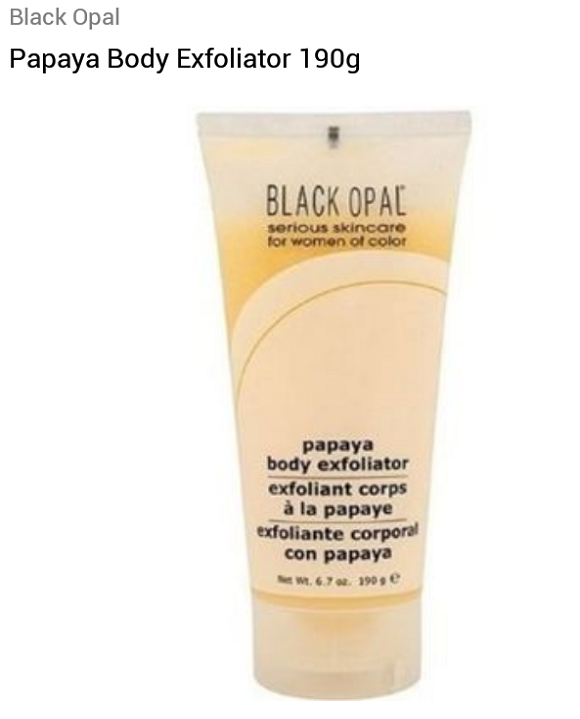 Black Opal
Papaya Body Exfoliator 190g
BLACK OPAL
serious skincare
for women of color
papaya
body exfoliator
exfoliant corps
à la papaye
exfoliante corporal
con papaya
Net Wt. 6.7 oz. 190 g ℮